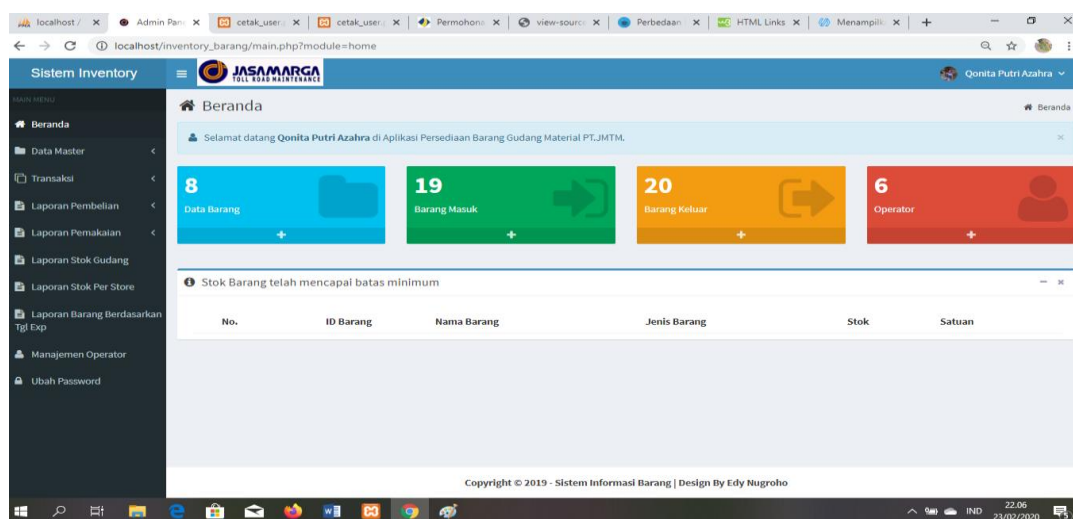 localhost /
Admin Pan
cetak_user.
cetak_user.
Permohon
view-source
Perbedaan
HTML Links
Menampil
localhost/inventory_barang/main.php?module=home
Sistem Inventory
JASAMARGA
TOLL ROAD MAINTENANCE
Qonita Putri Azahra
MAIN MENU
Beranda
Data Master
Transaksi
Laporan Pembelian
Laporan Pemakaian
Laporan Stok Gudang
Laporan Stok Per Store
Laporan Barang Berdasarkan
Tgl Exp
Manajemen Operator
Ubah Password
Beranda
Beranda
Selamat datang Qonita Putri Azahra di Aplikasi Persediaan Barang Gudang Material PT.JMTM.
8
Data Barang
19
Barang Masuk
20
Barang Keluar
6
Operator
Stok Barang telah mencapai batas minimum
No. ID Barang Nama Barang Jenis Barang Stok Satuan
Copyright © 2019 - Sistem Informasi Barang | Design By Edy Nugroho
IND
22.06
23/02/2020